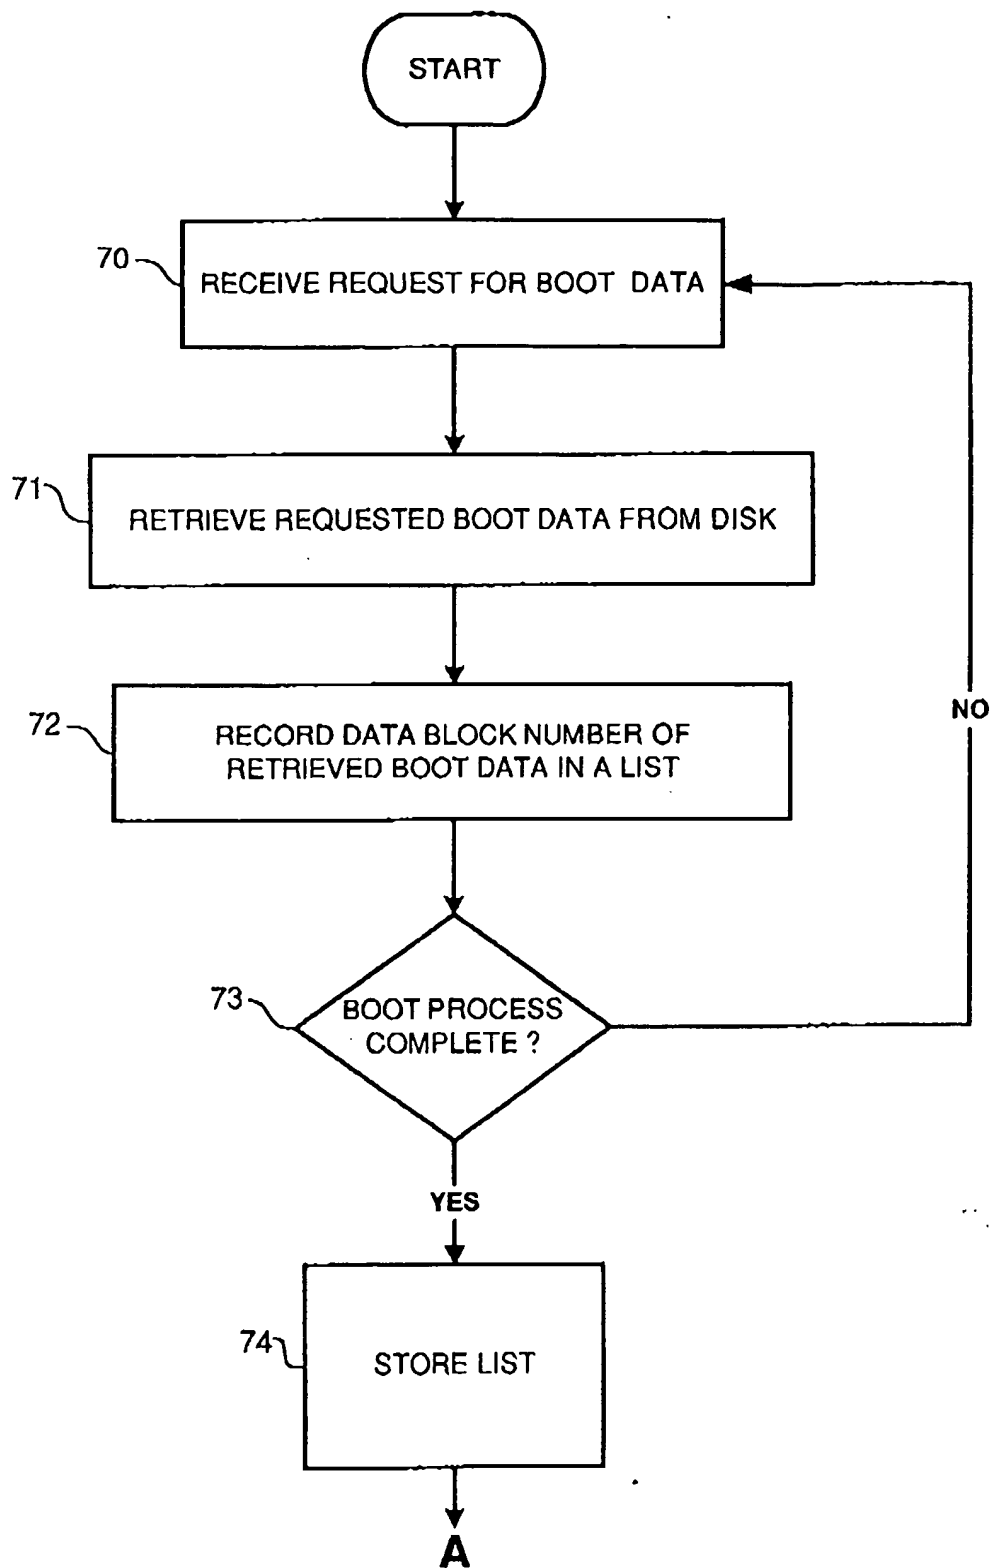 START
70
RECEIVE REQUEST FOR BOOT DATA
71
RETRIEVE REQUESTED BOOT DATA FROM DISK
72
RECORD DATA BLOCK NUMBER OF
RETRIEVED BOOT DATA IN A LIST
NO
73
BOOT PROCESS
COMPLETE ?
YES
74
STORE LIST
A